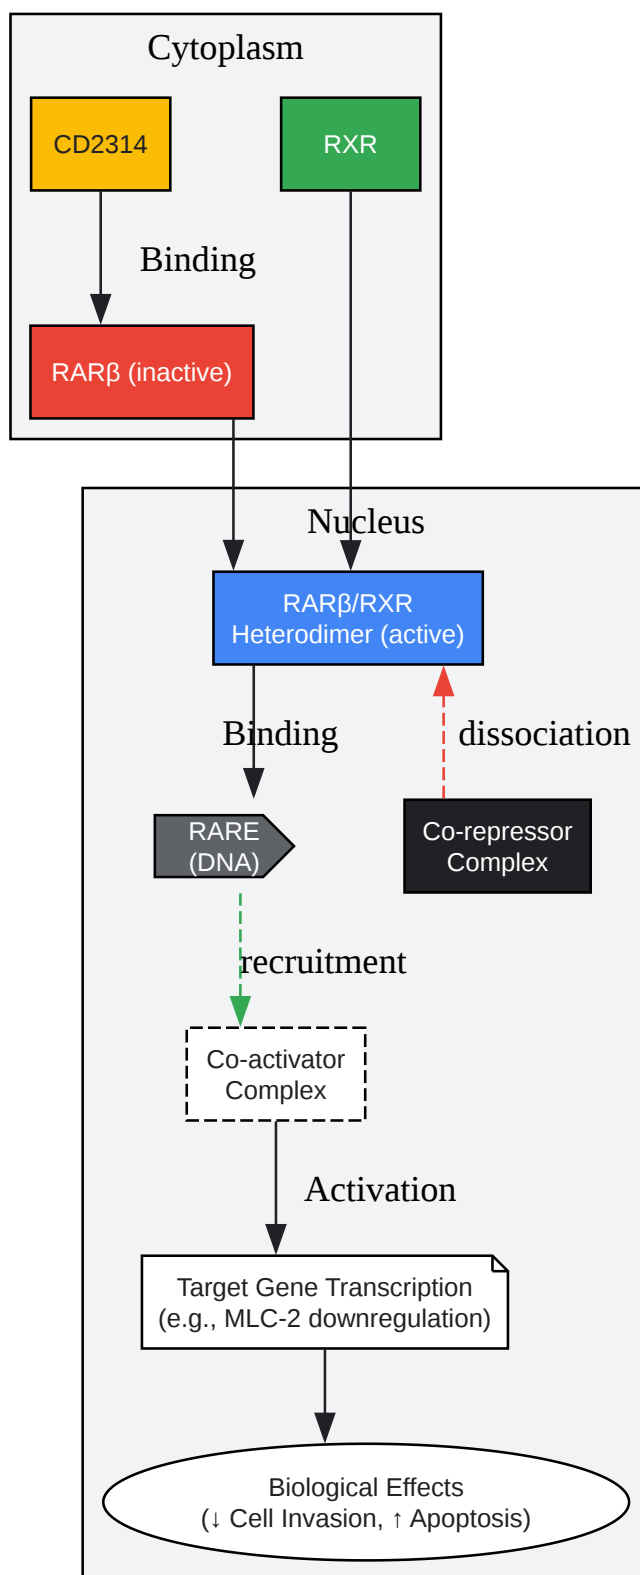 Cytoplasm
CD2314
RXR
Binding
RARβ (inactive)
Nucleus
RARβ/RXR
Heterodimer (active)
Binding
dissociation
RARE
(DNA)
Co-repressor
Complex
recruitment
Co-activator
Complex
Activation
Target Gene Transcription
(e.g., MLC-2 downregulation)
Biological Effects
(↓ Cell Invasion, ↑ Apoptosis)